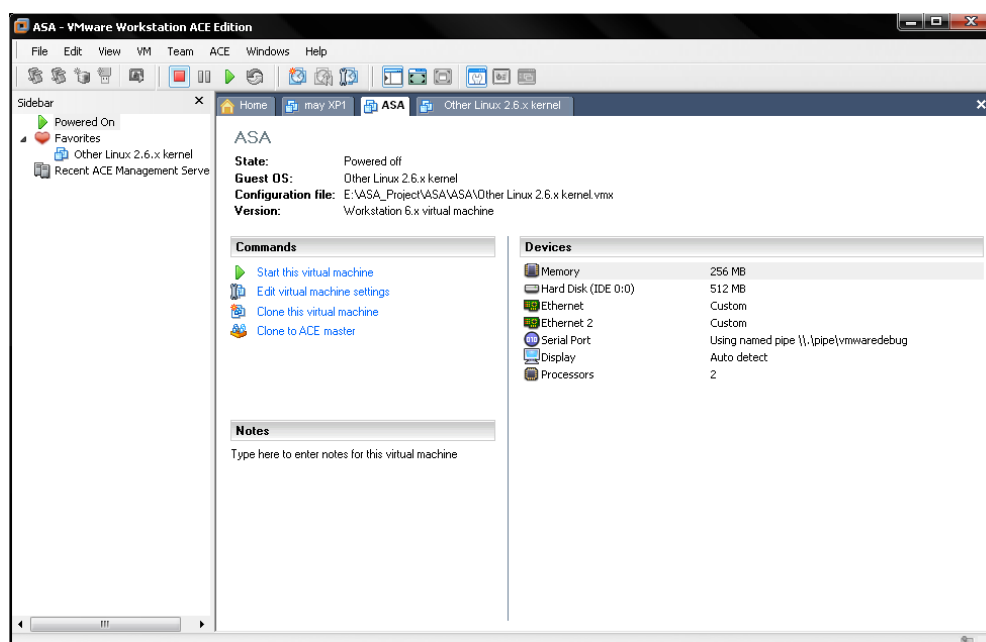 ASA - VMware Workstation ACE Edition
File Edit View VM Team ACE Windows Help
Sidebar
Powered On
Favorites
Other Linux 2.6.x kernel
Recent ACE Management Serve
Home may XP1 ASA Other Linux 2.6.x kernel
ASA
State: Powered off
Guest OS: Other Linux 2.6.x kernel
Configuration file: E:\ASA_Project\ASA\ASA\Other Linux 2.6.x kernel.vmx
Version: Workstation 6.x virtual machine
Commands
Start this virtual machine
Edit virtual machine settings
Clone this virtual machine
Clone to ACE master
Devices
Memory 256 MB
Hard Disk (IDE 0:0) 512 MB
Ethernet Custom
Ethernet 2 Custom
Serial Port Using named pipe \\.\pipe\vmwaredebug
Display Auto detect
Processors 2
Notes
Type here to enter notes for this virtual machine